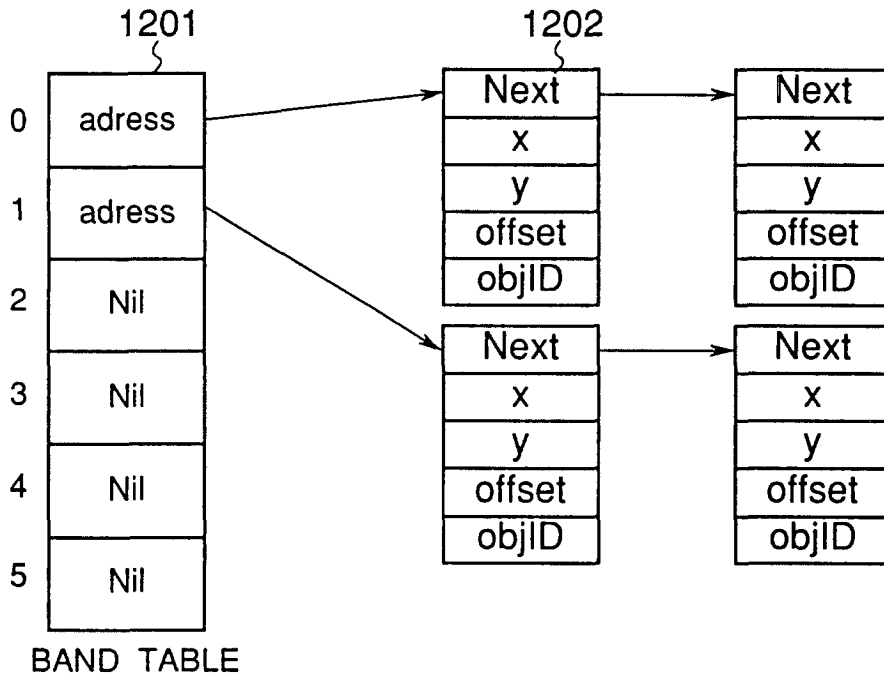 1201
1202
0
adress
1
adress
2
Nil
3
Nil
4
Nil
5
Nil
BAND TABLE
Next
x
y
offset
objID
Next
x
y
offset
objID
Next
x
y
offset
objID
Next
x
y
offset
objID